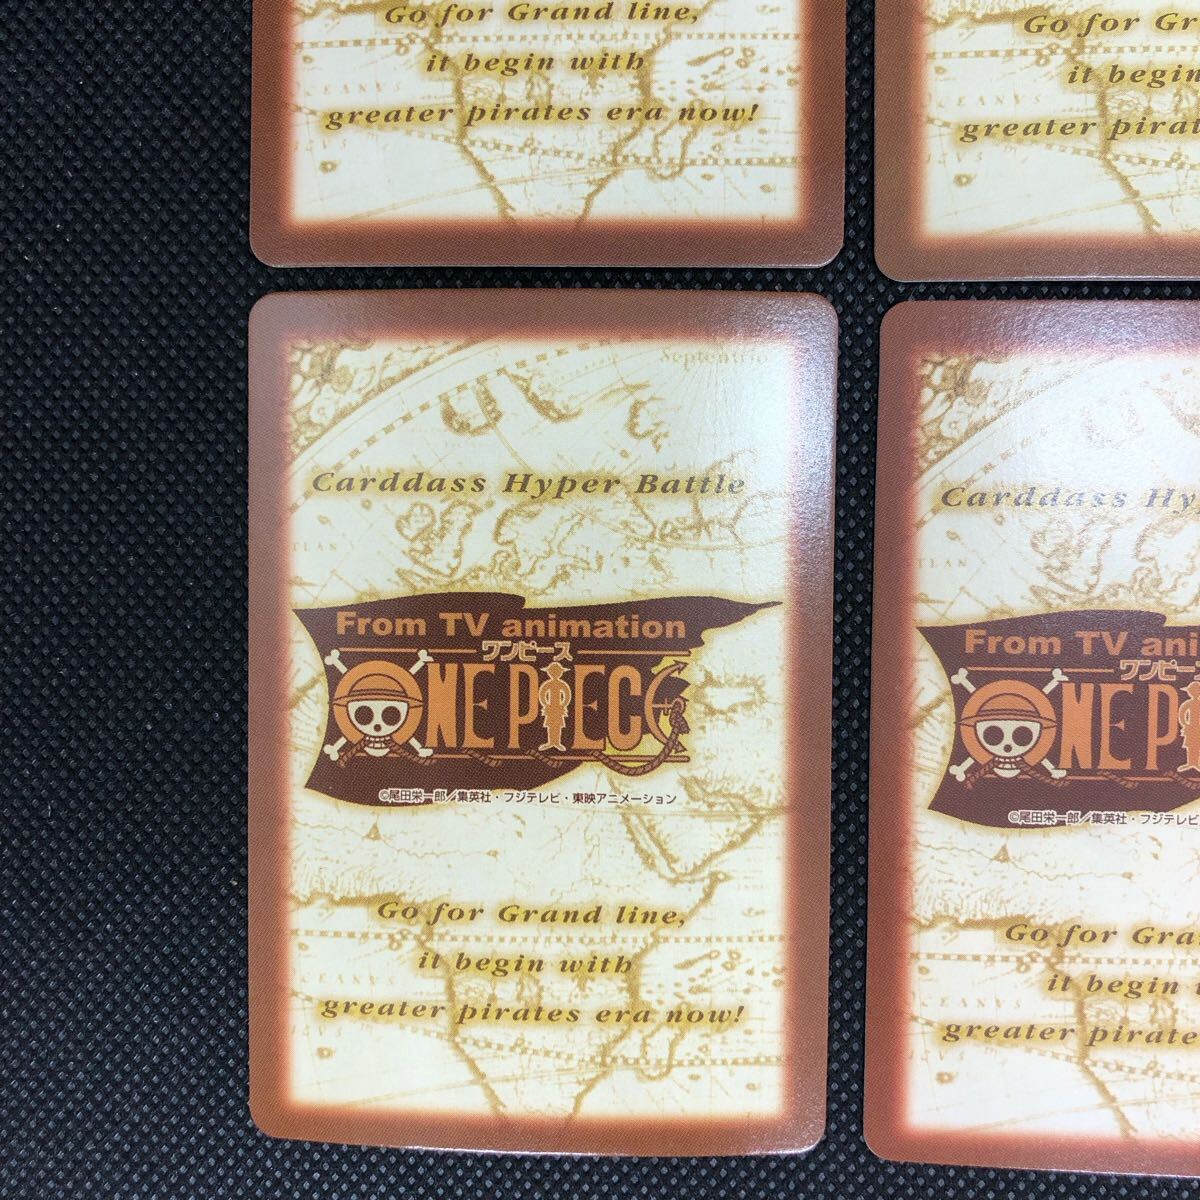 Go for Grand line,
it begin with
greater pirates era now!
Go for Gr
it begin
greater pira
Septentrio
Carddass Hyper Battle
From TV animation
ワンピース
ONE PIECE
©尾田栄一郎／集英社・フジテレビ・東映アニメーション
Go for Grand line,
it begin with
greater pirates era now!
Carddass Hy
From TV ani
ワンピー
ONE P
©尾田栄一郎／集英社・フジテレビ
Go for Gra
it begin
greater pirates